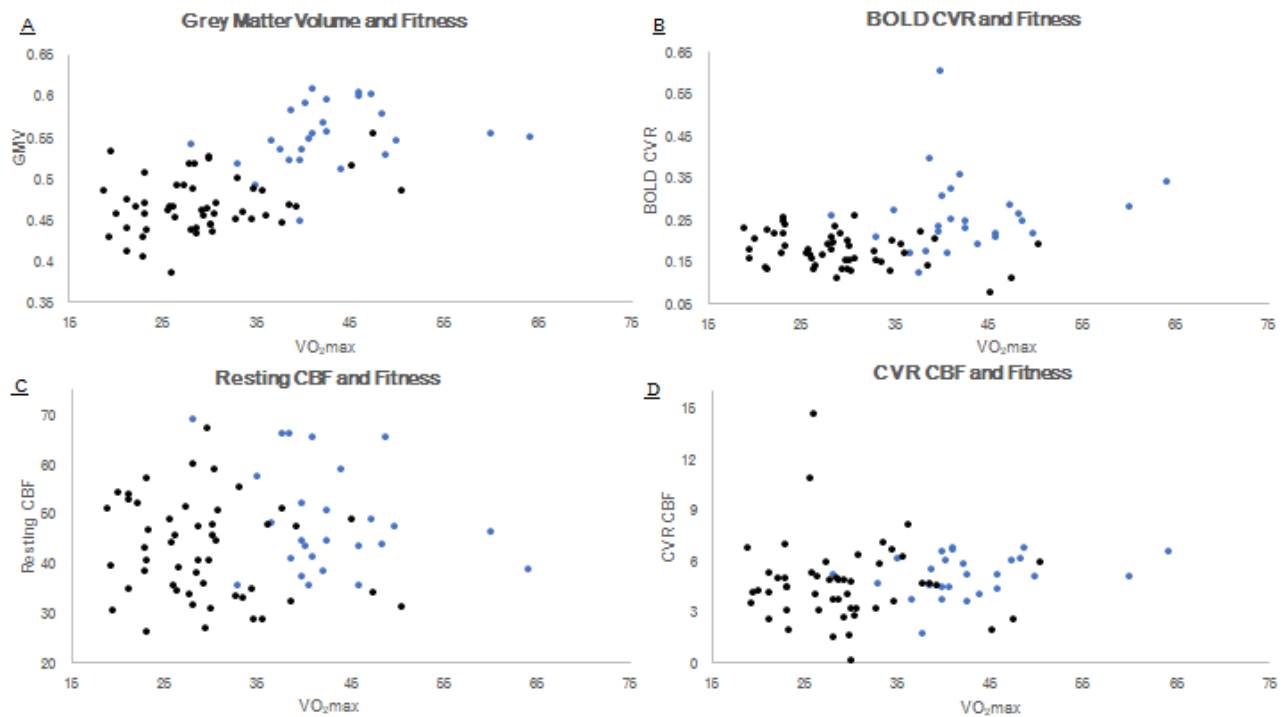 A
Grey Matter Volume and Fitness
0.65
0.6
0.55
0.5
0.45
0.4
0.35
GMV
15 25 35 45 55 65 75
VO₂max
B
BOLD CVR and Fitness
0.65
0.55
0.45
0.35
0.25
0.15
0.05
BOLD CVR
15 25 35 45 55 65 75
VO₂max
C
Resting CBF and Fitness
70
60
50
40
30
20
Resting CBF
15 25 35 45 55 65 75
VO₂max
D
CVR CBF and Fitness
15
12
9
6
3
0
CVR CBF
15 25 35 45 55 65 75
VO₂max